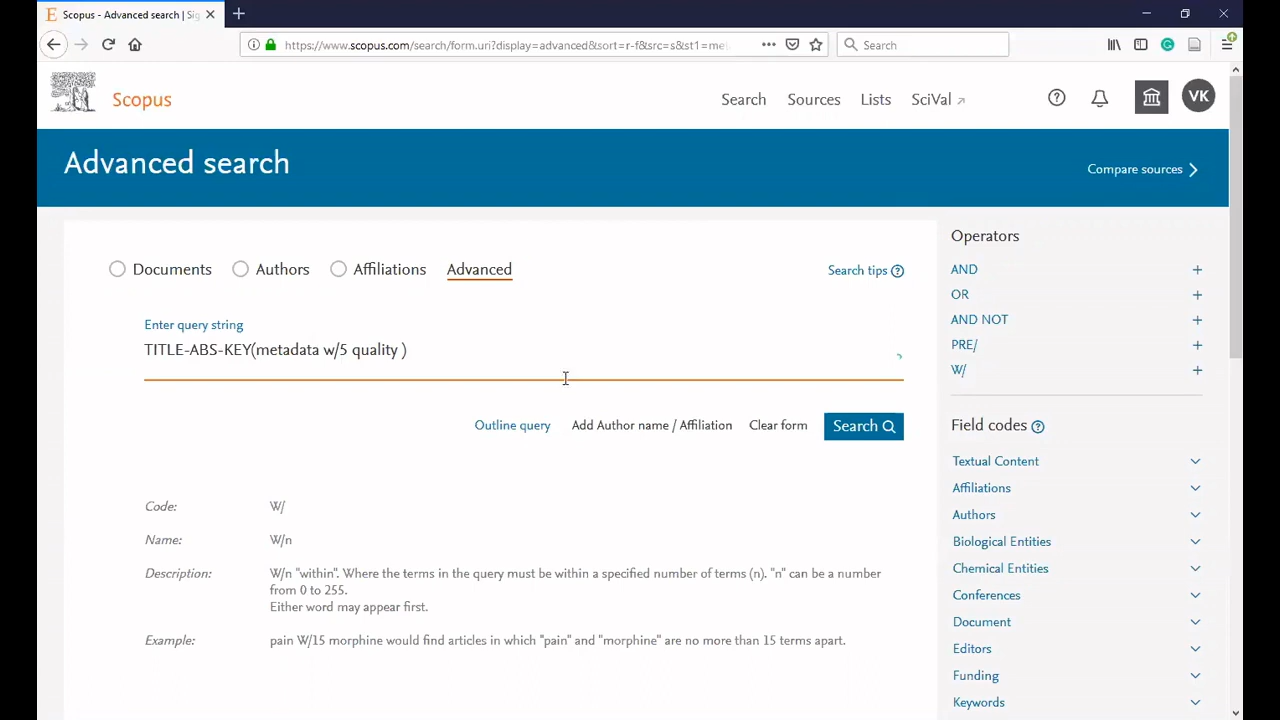 Scopus - Advanced search | Sig
https://www.scopus.com/search/form.uri?display=advanced&sort=r-f&src=s&st1=me
Search
Scopus
Search
Sources
Lists
SciVal
VK
Advanced search
Compare sources
Documents
Authors
Affiliations
Advanced
Search tips
Enter query string
TITLE-ABS-KEY(metadata w/5 quality )
Outline query
Add Author name / Affiliation
Clear form
Search
Code:
W/
Name:
W/n
Description:
W/n "within". Where the terms in the query must be within a specified number of terms (n). "n" can be a number
from 0 to 255.
Either word may appear first.
Example:
pain W/15 morphine would find articles in which "pain" and "morphine" are no more than 15 terms apart.
Operators
AND
OR
AND NOT
PRE/
W/
Field codes
Textual Content
Affiliations
Authors
Biological Entities
Chemical Entities
Conferences
Document
Editors
Funding
Keywords